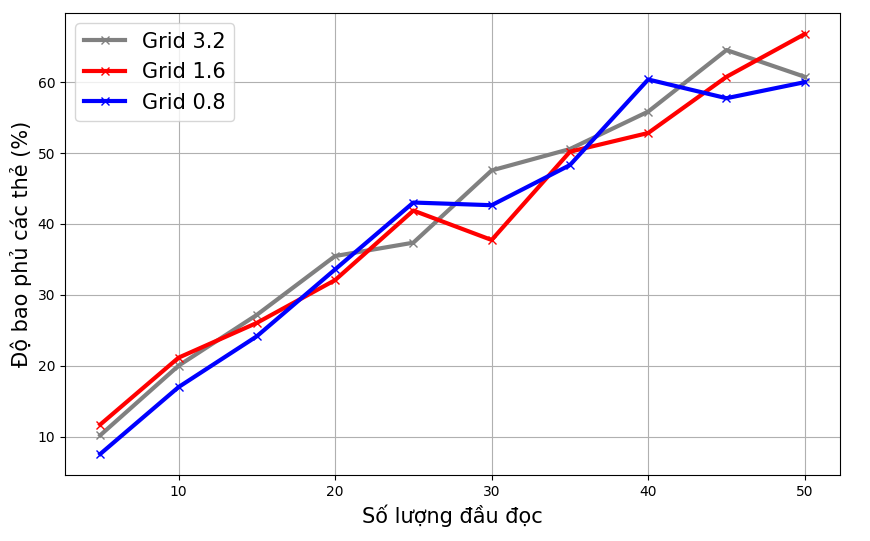 Grid 3.2
Grid 1.6
Grid 0.8
Độ bao phủ các thẻ (%)
60
50
40
30
20
10
10 20 30 40 50
Số lượng đầu đọc